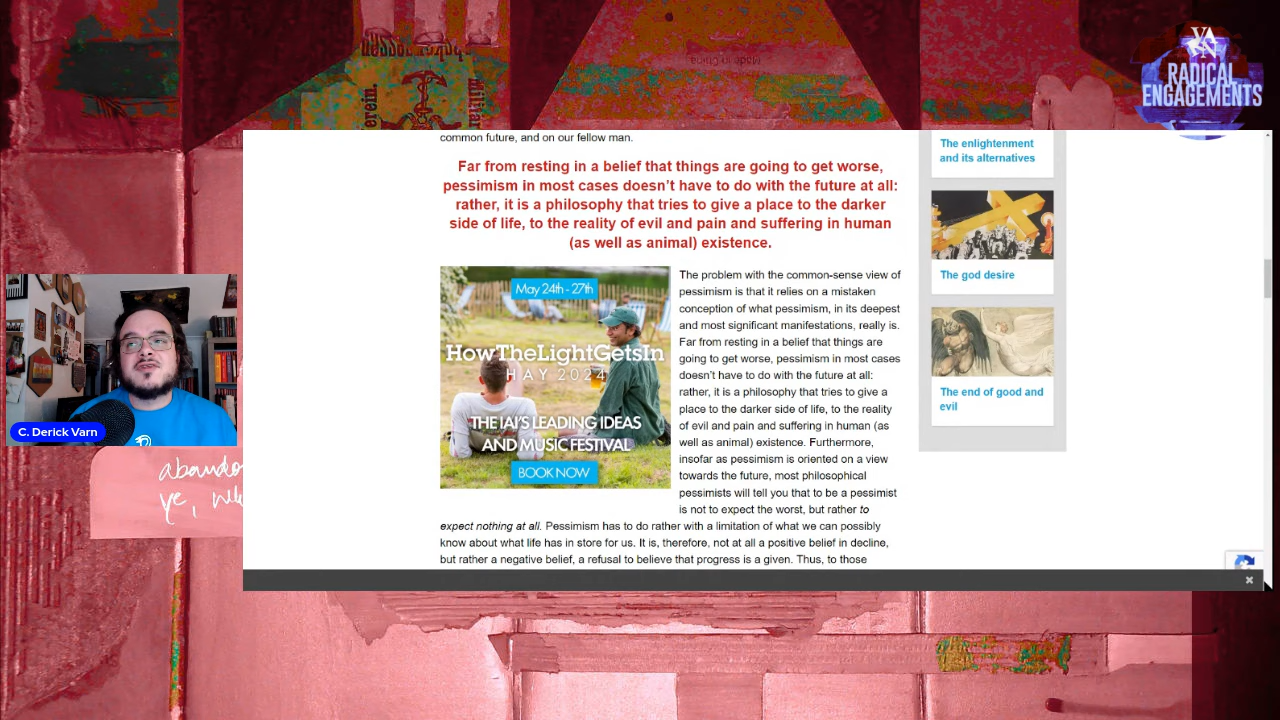 Made in China
herein.
VARN
RADICAL
ENGAGEMENTS
common future, and on our fellow man.
Far from resting in a belief that things are going to get worse,
pessimism in most cases doesn't have to do with the future at all:
rather, it is a philosophy that tries to give a place to the darker
side of life, to the reality of evil and pain and suffering in human
(as well as animal) existence.
May 24th - 27th
HowTheLightGetsIn
HAY 2024
THE IAI'S LEADING IDEAS
AND MUSIC FESTIVAL
BOOK NOW
The problem with the common-sense view of
pessimism is that it relies on a mistaken
conception of what pessimism, in its deepest
and most significant manifestations, really is.
Far from resting in a belief that things are
going to get worse, pessimism in most cases
doesn't have to do with the future at all:
rather, it is a philosophy that tries to give a
place to the darker side of life, to the reality
of evil and pain and suffering in human (as
well as animal) existence. Furthermore,
insofar as pessimism is oriented on a view
towards the future, most philosophical
pessimists will tell you that to be a pessimist
is not to expect the worst, but rather to
expect nothing at all. Pessimism has to do rather with a limitation of what we can possibly
know about what life has in store for us. It is, therefore, not at all a positive belief in decline,
but rather a negative belief, a refusal to believe that progress is a given. Thus, to those
The enlightenment
and its alternatives
The god desire
The end of good and
evil
C. Derick Varn
ye,